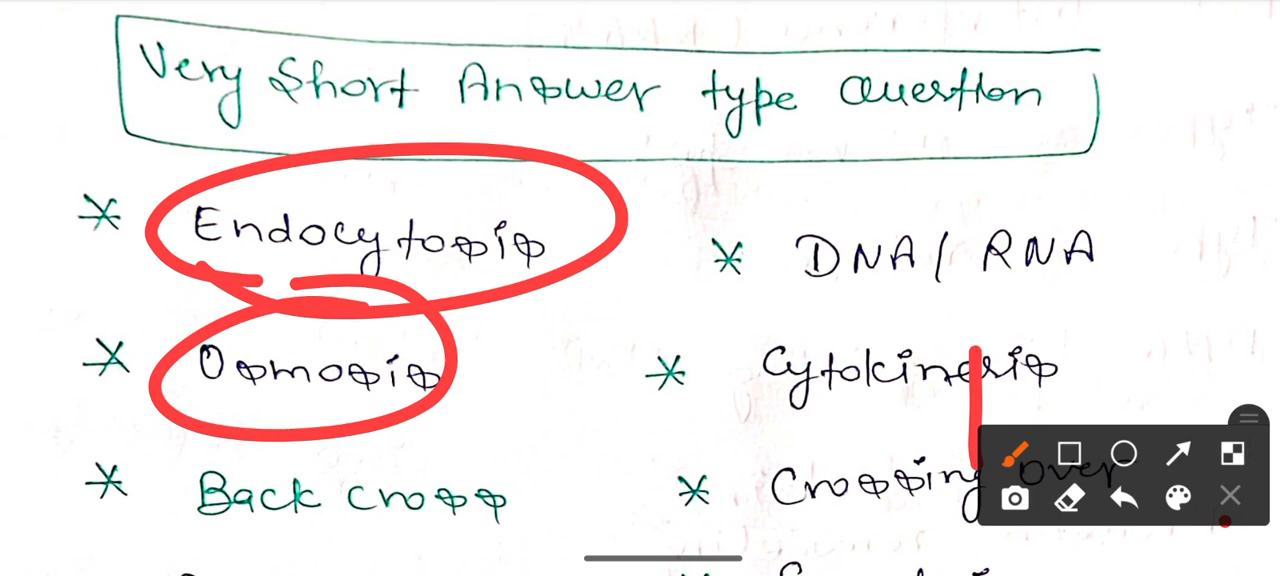 Very Short Answer type Question
* Endocytosis
* DNA/RNA
* Osmosis
* Cytokinesis
* Back cross
* Crossing over